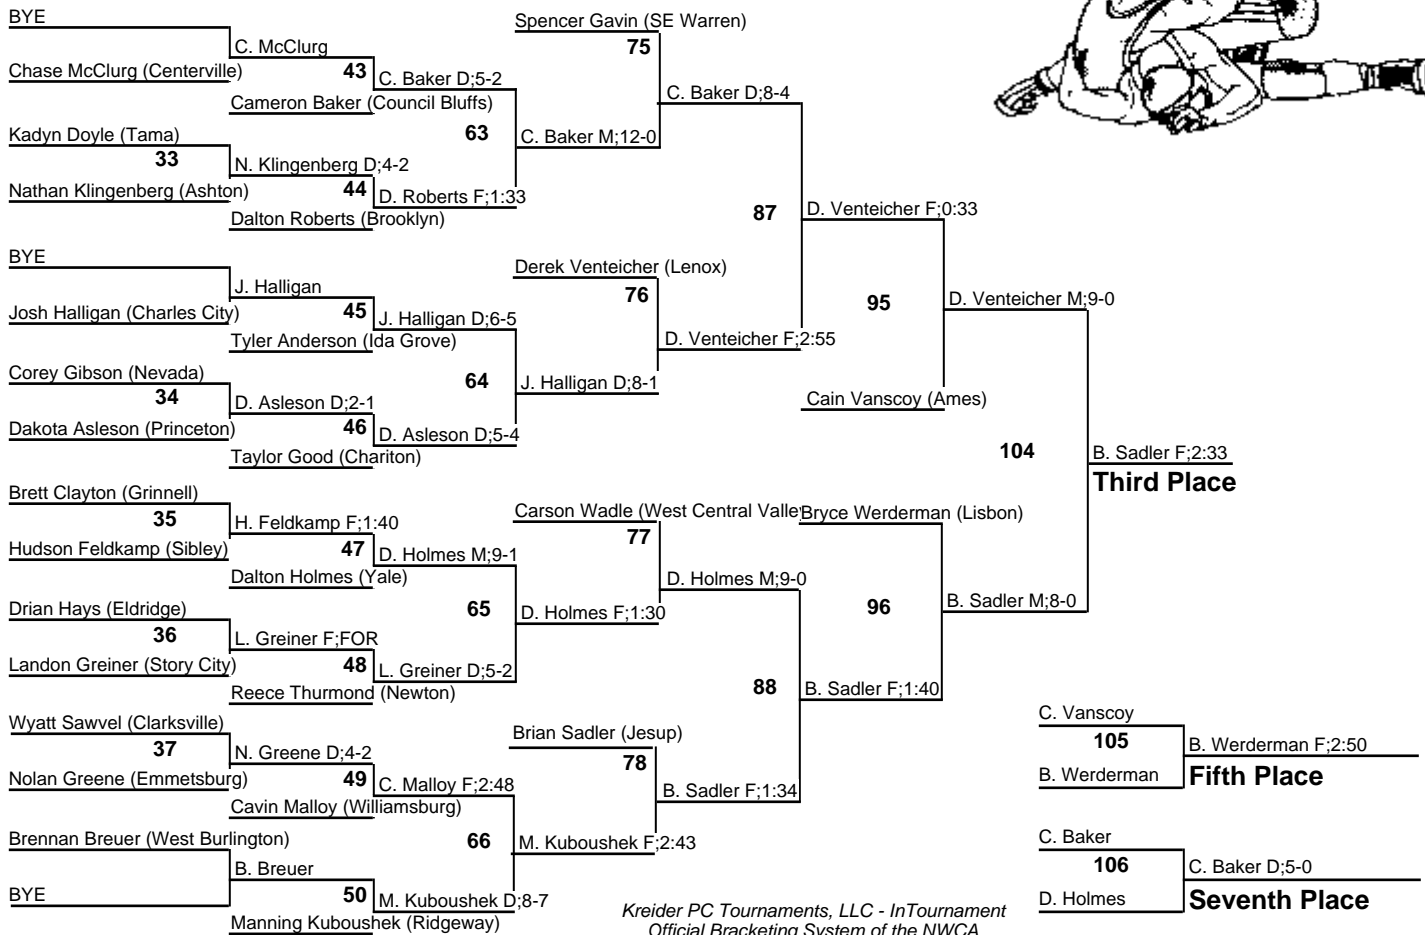 BYE
C. McClurg
Chase McClurg (Centerville)
43
C. Baker D;5-2
Cameron Baker (Council Bluffs)
63
C. Baker M;12-0
Kadyn Doyle (Tama)
33
N. Klingenberg D;4-2
Nathan Klingenberg (Ashton)
44
D. Roberts F;1:33
Dalton Roberts (Brooklyn)
Spencer Gavin (SE Warren)
75
C. Baker D;8-4
87
D. Venteicher F;0:33
BYE
J. Halligan
Josh Halligan (Charles City)
45
J. Halligan D;6-5
Tyler Anderson (Ida Grove)
64
J. Halligan D;8-1
Corey Gibson (Nevada)
34
D. Asleson D;2-1
Dakota Asleson (Princeton)
46
D. Asleson D;5-4
Taylor Good (Chariton)
Derek Venteicher (Lenox)
76
D. Venteicher F;2:55
95
D. Venteicher M;9-0
Cain Vanscoy (Ames)
104
B. Sadler F;2:33
Third Place
Brett Clayton (Grinnell)
35
H. Feldkamp F;1:40
Hudson Feldkamp (Sibley)
47
D. Holmes M;9-1
Dalton Holmes (Yale)
65
D. Holmes F;1:30
Drian Hays (Eldridge)
36
L. Greiner F;FOR
Landon Greiner (Story City)
48
L. Greiner D;5-2
Reece Thurmond (Newton)
Carson Wadle (West Central Valley
77
D. Holmes M;9-0
Bryce Werderman (Lisbon)
96
B. Sadler M;8-0
88
B. Sadler F;1:40
Wyatt Sawvel (Clarksville)
37
N. Greene D;4-2
Nolan Greene (Emmetsburg)
49
C. Malloy F;2:48
Cavin Malloy (Williamsburg)
66
M. Kuboushek F;2:43
Brennan Breuer (West Burlington)
B. Breuer
BYE
50
M. Kuboushek D;8-7
Manning Kuboushek (Ridgeway)
Brian Sadler (Jesup)
78
B. Sadler F;1:34
C. Vanscoy
105
B. Werderman F;2:50
B. Werderman
Fifth Place
C. Baker
106
C. Baker D;5-0
D. Holmes
Seventh Place
Kreider PC Tournaments, LLC - InTournament
Official Bracketing System of the NWCA